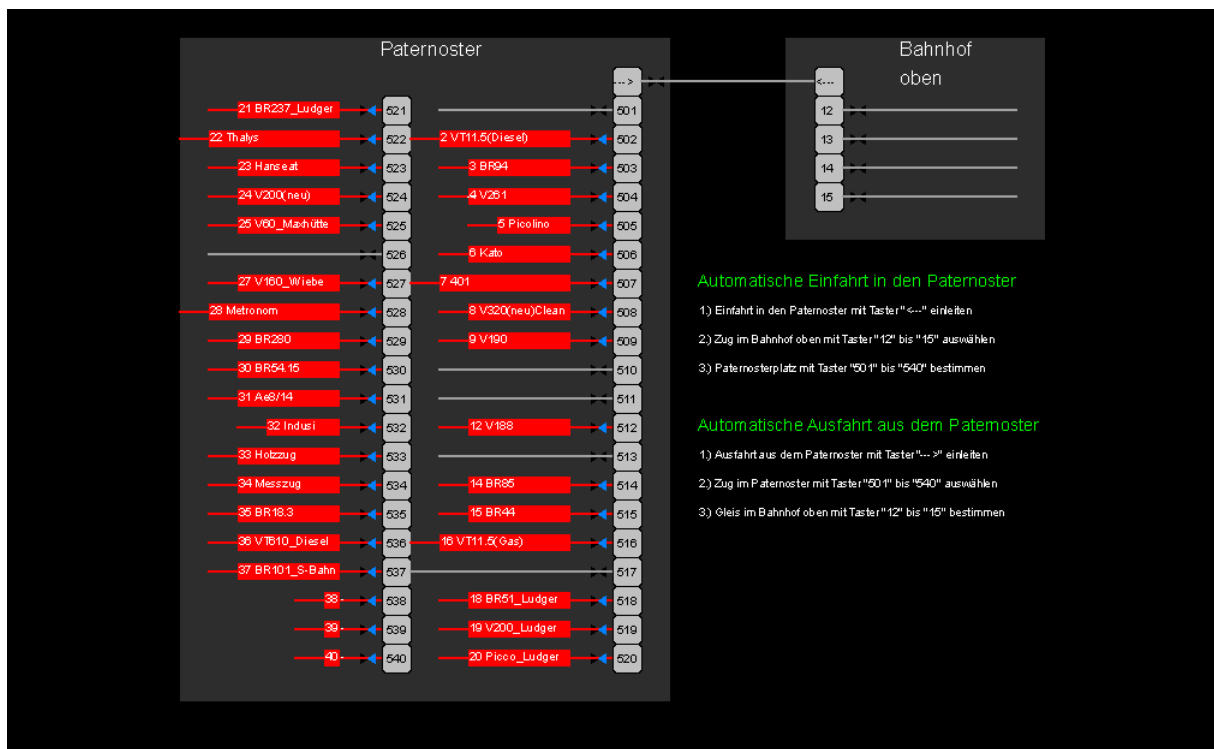 Paternoster
Bahnhof
oben
--->
<---
21 BR237_Ludger 521 501 12
22 Thalys 522 2 VT11.5(Diesel) 502 13
23 Hanseat 523 3 BR94 503 14
24 V200(neu) 524 4 V261 504 15
25 V60_Maxhütte 525 5 Picolino 505
526 6 Kato 506
27 V160_Wiebe 527 7 401 507
28 Metronom 528 8 V320(neu)Clean 508
29 BR280 529 9 V190 509
30 BR54.15 530 510
31 Ae8/14 531 511
32 Indusi 532 12 V188 512
33 Holzzug 533 513
34 Messzug 534 14 BR85 514
35 BR18.3 535 15 BR44 515
36 VT610_Diesel 536 16 VT11.5(Gas) 516
37 BR101_S-Bahn 537 517
38 - 538 18 BR51_Ludger 518
39 - 539 19 V200_Ludger 519
40 - 540 20 Picco_Ludger 520
Automatische Einfahrt in den Paternoster
1.) Einfahrt in den Paternoster mit Taster "<---" einleiten
2.) Zug im Bahnhof oben mit Taster "12" bis "15" auswählen
3.) Paternosterplatz mit Taster "501" bis "540" bestimmen
Automatische Ausfahrt aus dem Paternoster
1.) Ausfahrt aus dem Paternoster mit Taster "--->" einleiten
2.) Zug im Paternoster mit Taster "501" bis "540" auswählen
3.) Gleis im Bahnhof oben mit Taster "12" bis "15" bestimmen